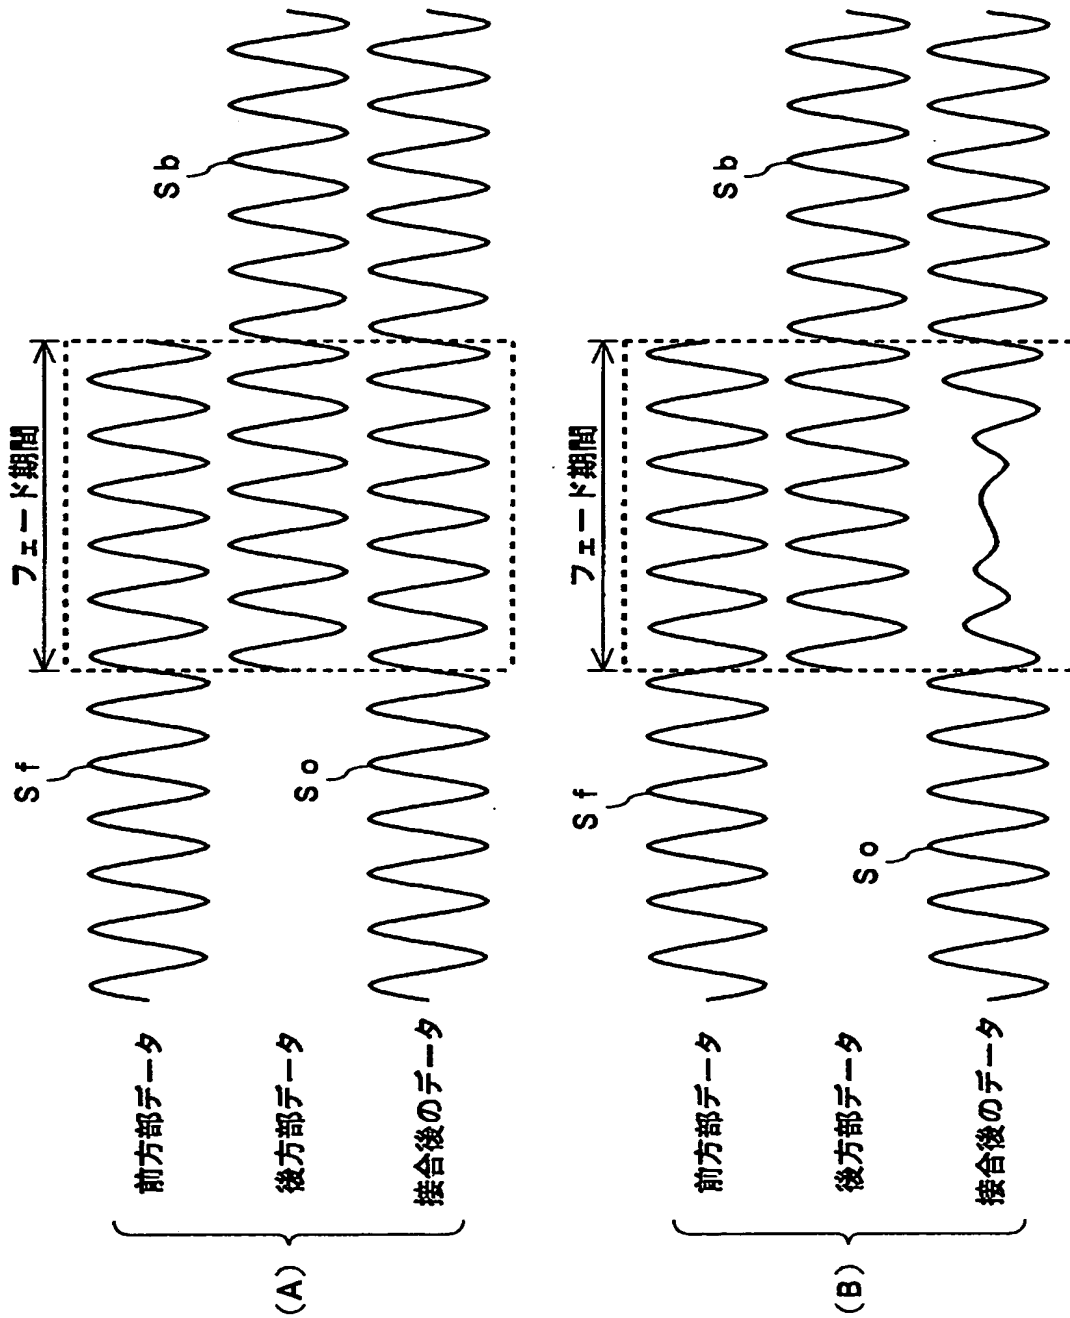 (A)
フェード期間
前方部データ
Sf
後方部データ
Sb
接合後のデータ
So
(B)
フェード期間
前方部データ
Sf
後方部データ
Sb
接合後のデータ
So